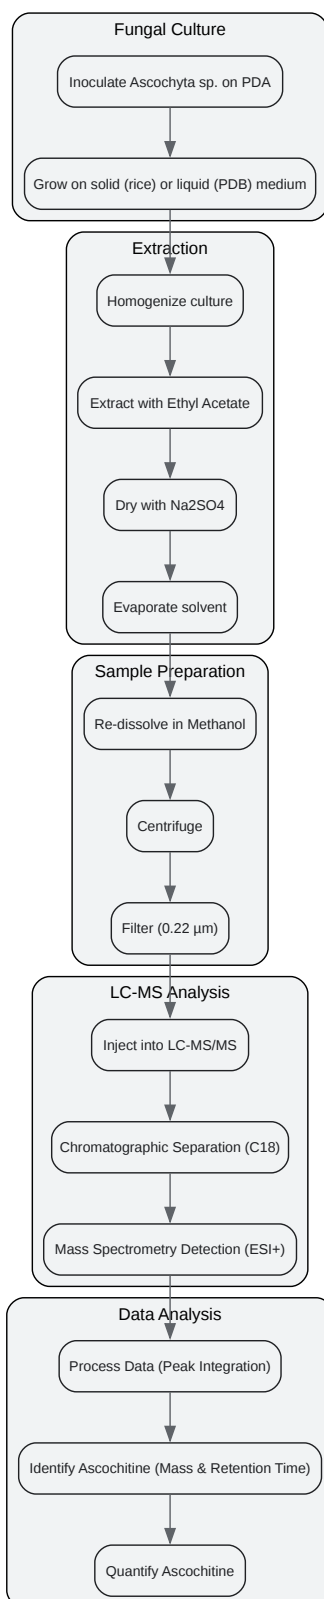 Fungal Culture
Inoculate Ascochyta sp. on PDA
Grow on solid (rice) or liquid (PDB) medium
Extraction
Homogenize culture
Extract with Ethyl Acetate
Dry with Na2SO4
Evaporate solvent
Sample Preparation
Re-dissolve in Methanol
Centrifuge
Filter (0.22 µm)
LC-MS Analysis
Inject into LC-MS/MS
Chromatographic Separation (C18)
Mass Spectrometry Detection (ESI+)
Data Analysis
Process Data (Peak Integration)
Identify Ascochitine (Mass & Retention Time)
Quantify Ascochitine